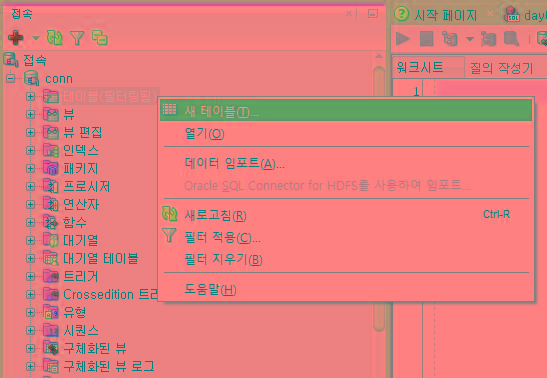 접속
시작 페이지
day
접속
conn
워크시트
질의 작성기
1
테이블(필터링됨)
뷰
뷰 편집
인덱스
패키지
프로시저
연산자
함수
대기열
대기열 테이블
트리거
Crossedition 트리
유형
시퀀스
구체화된 뷰
구체화된 뷰 로그
새 테이블(T)...
열기(O)
데이터 임포트(A)...
Oracle SQL Connector for HDFS를 사용하여 임포트...
새로고침(R) Ctrl-R
필터 적용(C)...
필터 지우기(B)
도움말(H)